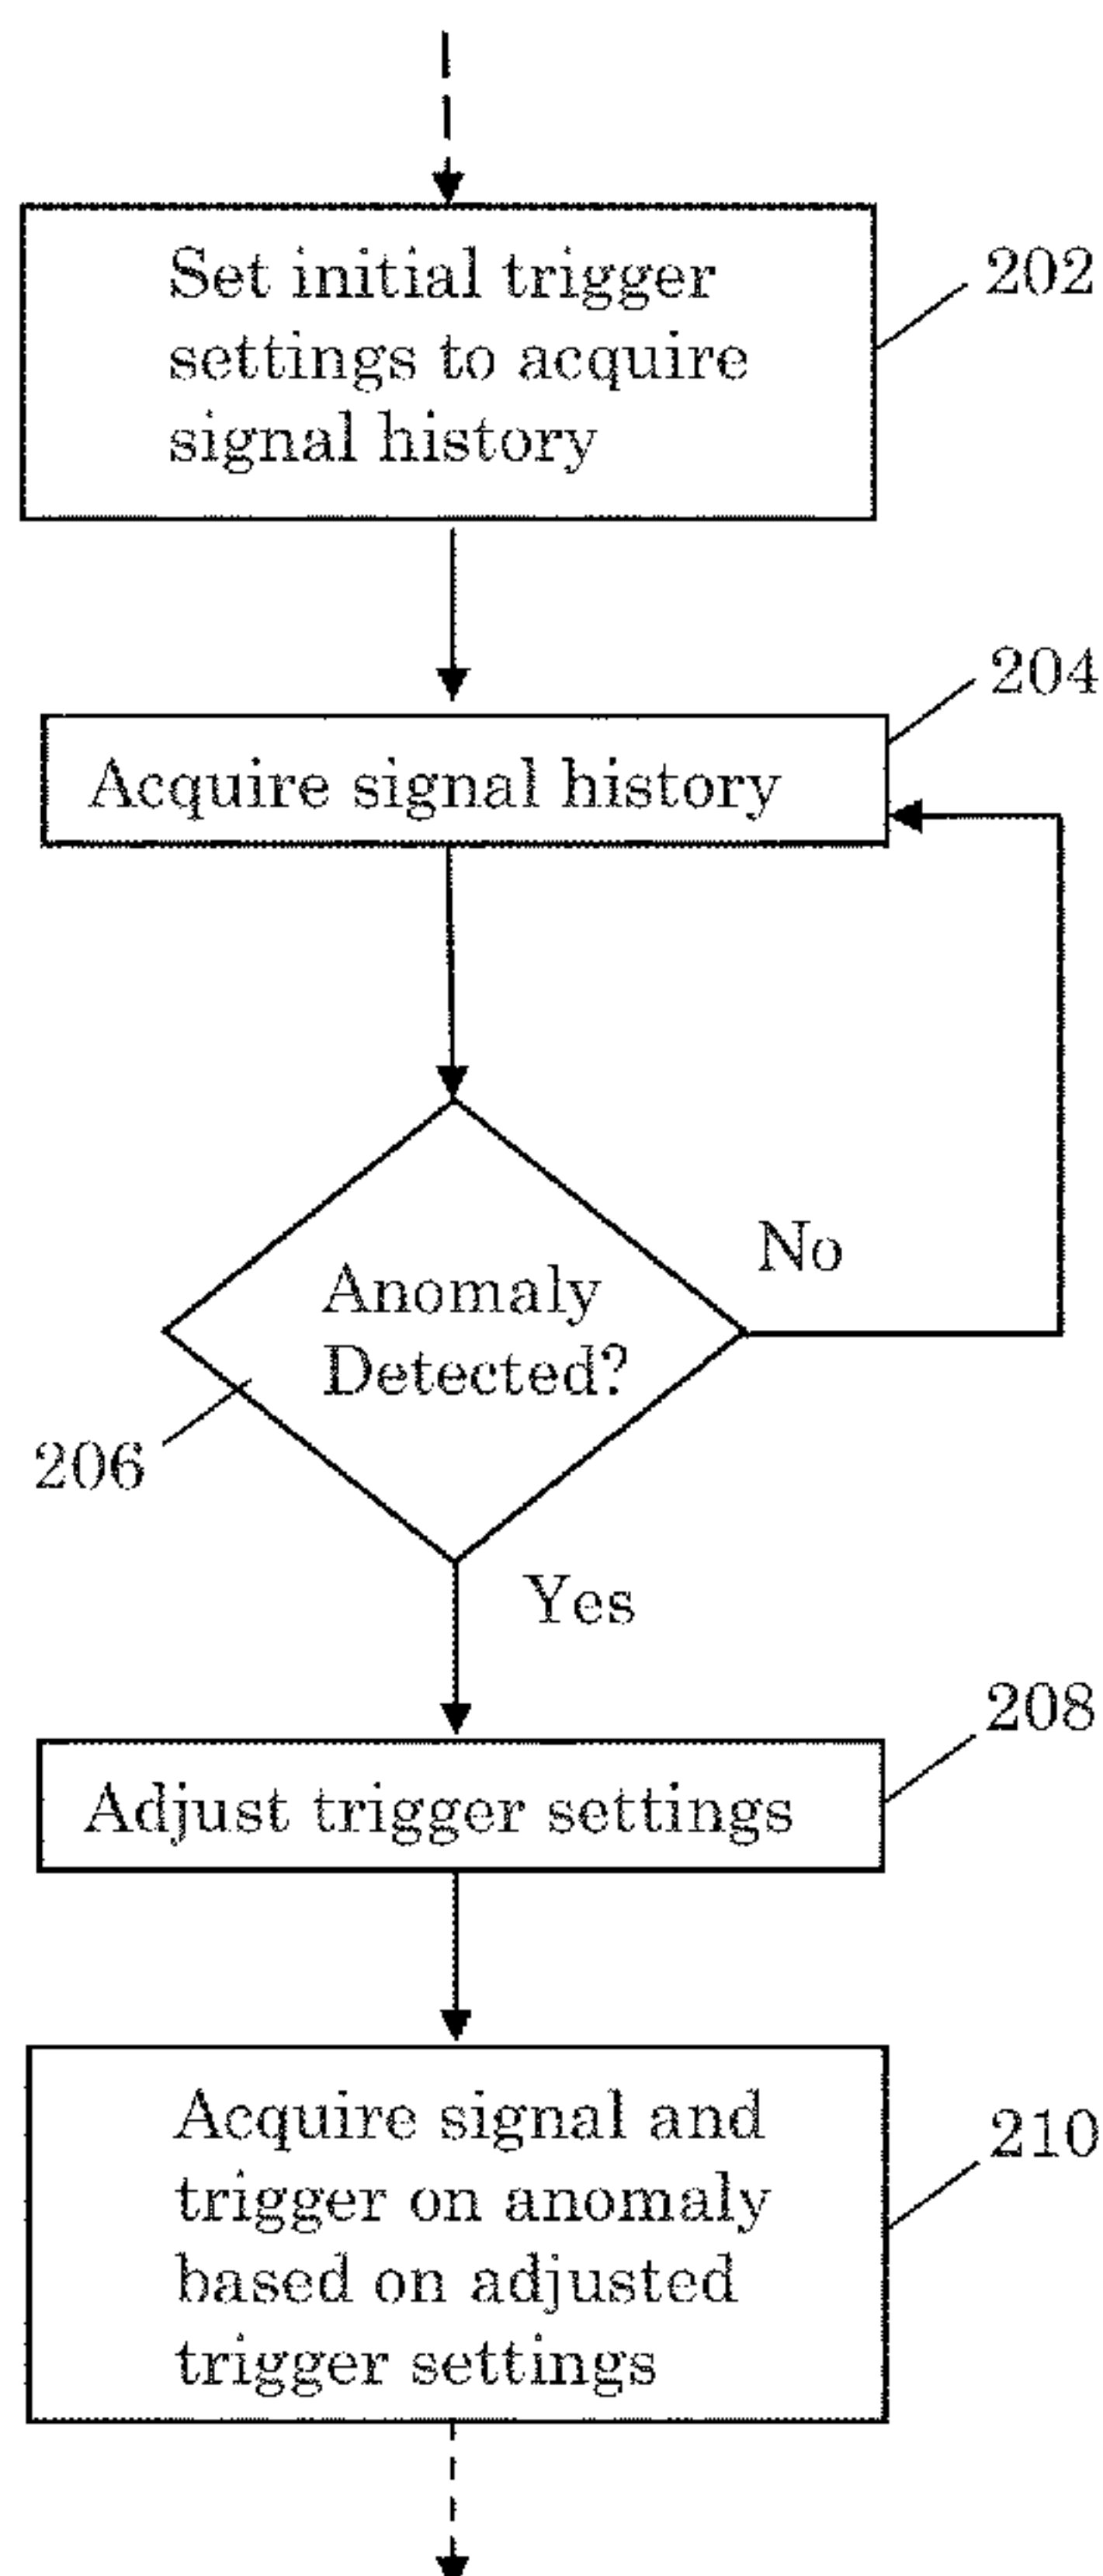 Set initial trigger
settings to acquire
signal history
202
204
Acquire signal history
No
Anomaly
Detected?
206
Yes
208
Adjust trigger settings
Acquire signal and
trigger on anomaly
based on adjusted
trigger settings
210